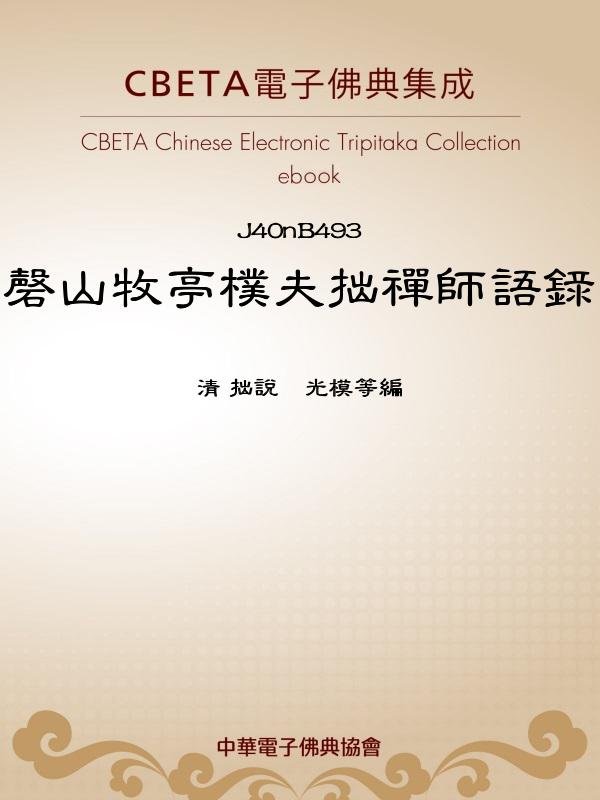 CBETA電子佛典集成
CBETA Chinese Electronic Tripitaka Collection
ebook
J40nB493
磬山牧亭樸夫拙禪師語錄
清 拙說　光模等編
中華電子佛典協會